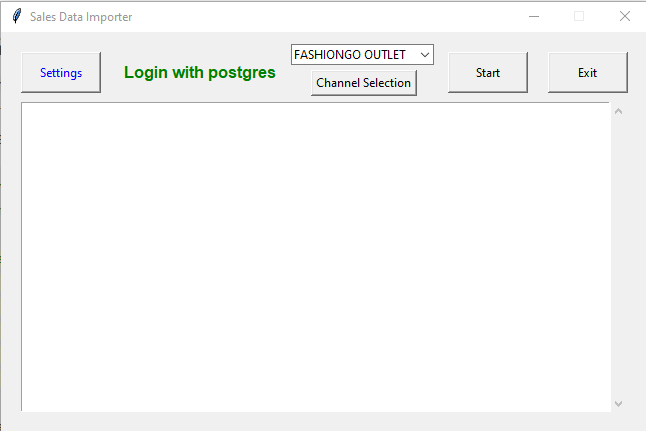 Sales Data Importer
Settings
Login with postgres
FASHIONGO OUTLET
Channel Selection
Start
Exit